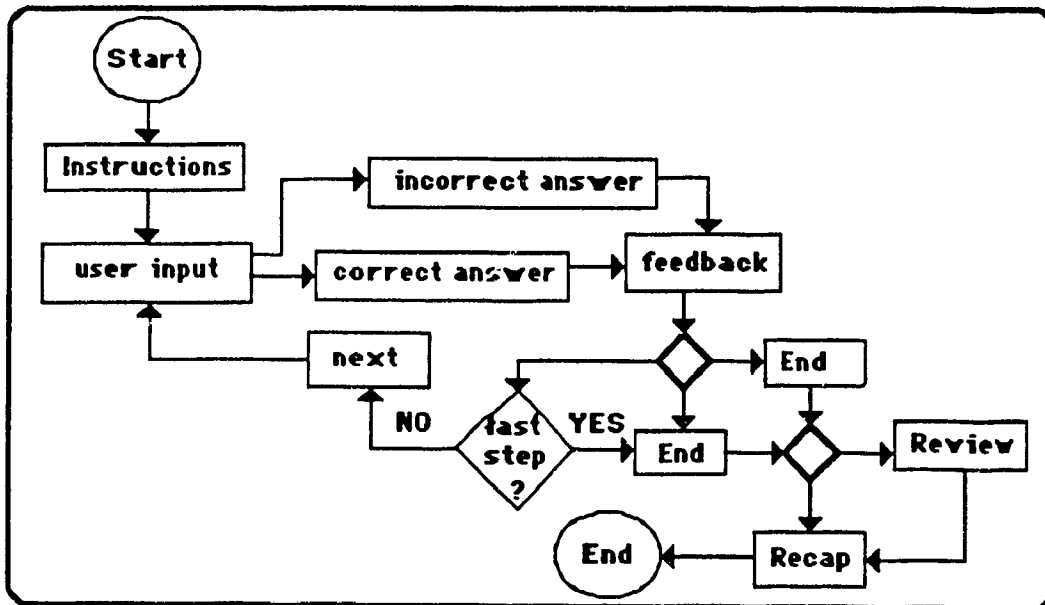 Start
Instructions
incorrect answer
user input
correct answer
feedback
next
End
NO
last
step
?
YES
End
Review
End
Recap